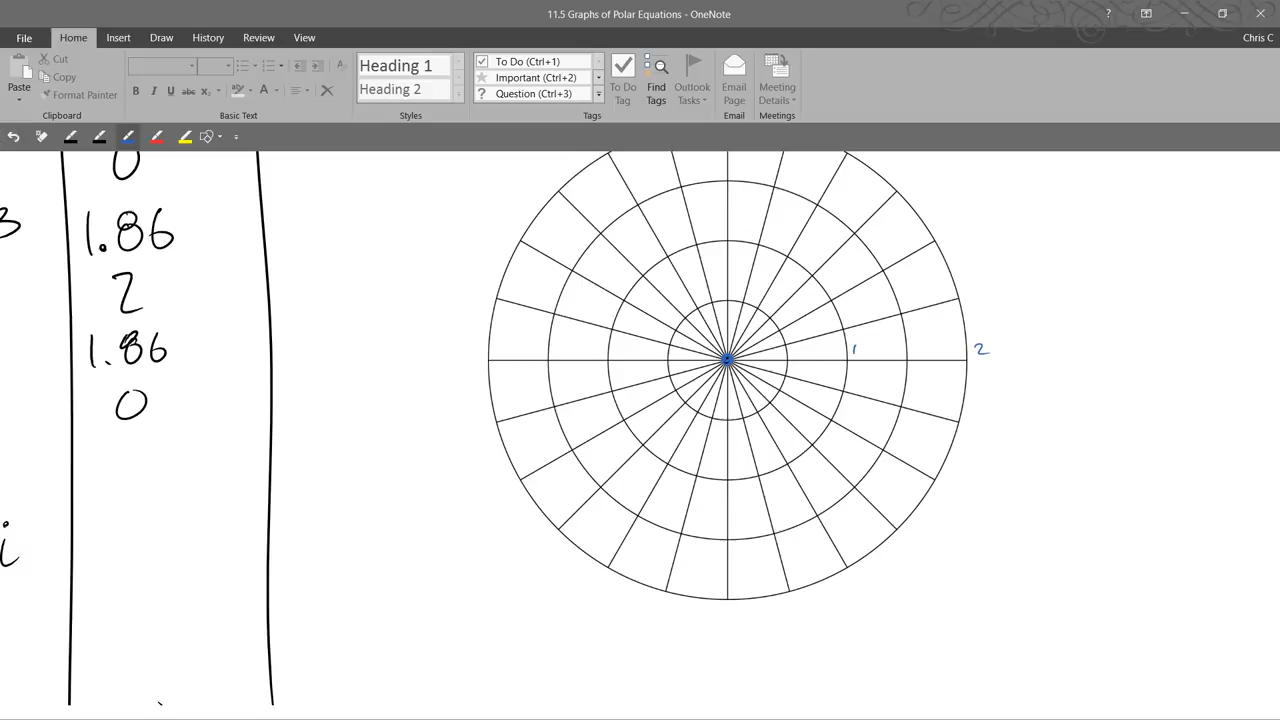 11.5 Graphs of Polar Equations - OneNote
File Home Insert Draw History Review View
Chris C
Paste
Cut
Copy
Format Painter
Clipboard
B I U abc x₂ A
Basic Text
Heading 1
Heading 2
Styles
To Do (Ctrl+1)
Important (Ctrl+2)
Question (Ctrl+3)
To Do Tag
Find Tags
Tags
Outlook Tasks
Email Page
Email
Meeting Details
Meetings
0
3
1.86
2
1.86
0
i
1
2